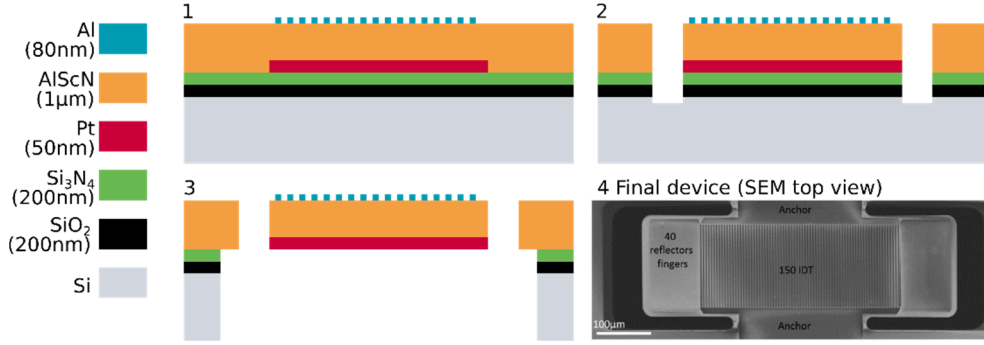 Al
(80nm)
AlScN
(1μm)
Pt
(50nm)
Si₃N₄
(200nm)
SiO₂
(200nm)
Si
1
2
3
4 Final device (SEM top view)
Anchor
40
reflectors
fingers
150 IDT
100μm
Anchor